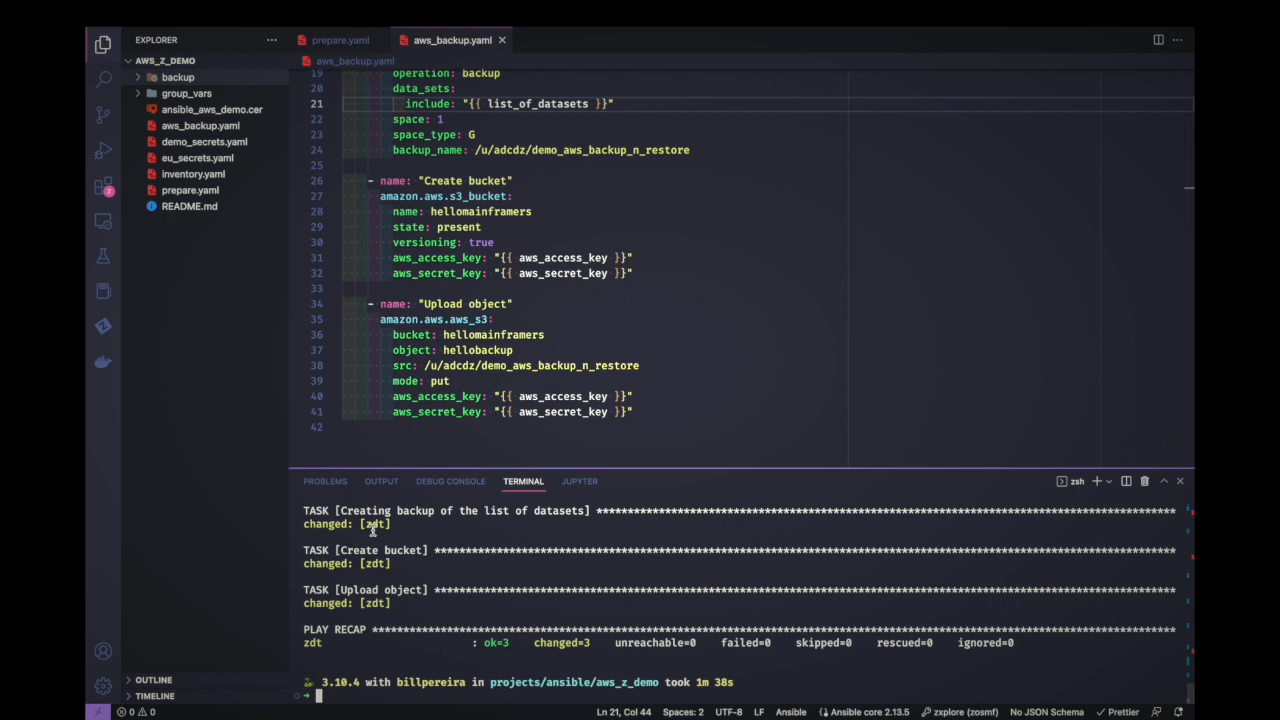 EXPLORER
prepare.yaml
aws_backup.yaml
AWS_Z_DEMO
aws_backup.yaml
backup
group_vars
ansible_aws_demo.cer
aws_backup.yaml
demo_secrets.yaml
eu_secrets.yaml
inventory.yaml
prepare.yaml
README.md
2
19 operation: backup
20 data_sets:
21 include: "{{ list_of_datasets }}"
22 space: 1
23 space_type: G
24 backup_name: /u/adcdz/demo_aws_backup_n_restore
25
26 - name: "Create bucket"
27 amazon.aws.s3_bucket:
28 name: hellomainframers
29 state: present
30 versioning: true
31 aws_access_key: "{{ aws_access_key }}"
32 aws_secret_key: "{{ aws_secret_key }}"
33
34 - name: "Upload object"
35 amazon.aws.aws_s3:
36 bucket: hellomainframers
37 object: hellobackup
38 src: /u/adcdz/demo_aws_backup_n_restore
39 mode: put
40 aws_access_key: "{{ aws_access_key }}"
41 aws_secret_key: "{{ aws_secret_key }}"
42
PROBLEMS OUTPUT DEBUG CONSOLE TERMINAL JUPYTER
zsh
TASK [Creating backup of the list of datasets] **************************************************************************************************************
changed: [zdt]
TASK [Create bucket] ****************************************************************************************************************************************
changed: [zdt]
TASK [Upload object] ****************************************************************************************************************************************
changed: [zdt]
PLAY RECAP **************************************************************************************************************************************************
zdt : ok=3 changed=3 unreachable=0 failed=0 skipped=0 rescued=0 ignored=0
3.10.4 with billpereira in projects/ansible/aws_z_demo took 1m 38s
OUTLINE
TIMELINE
0 0
Ln 21, Col 44 Spaces: 2 UTF-8 LF Ansible Ansible core 2.13.5 zxplore (zosmf) No JSON Schema Prettier